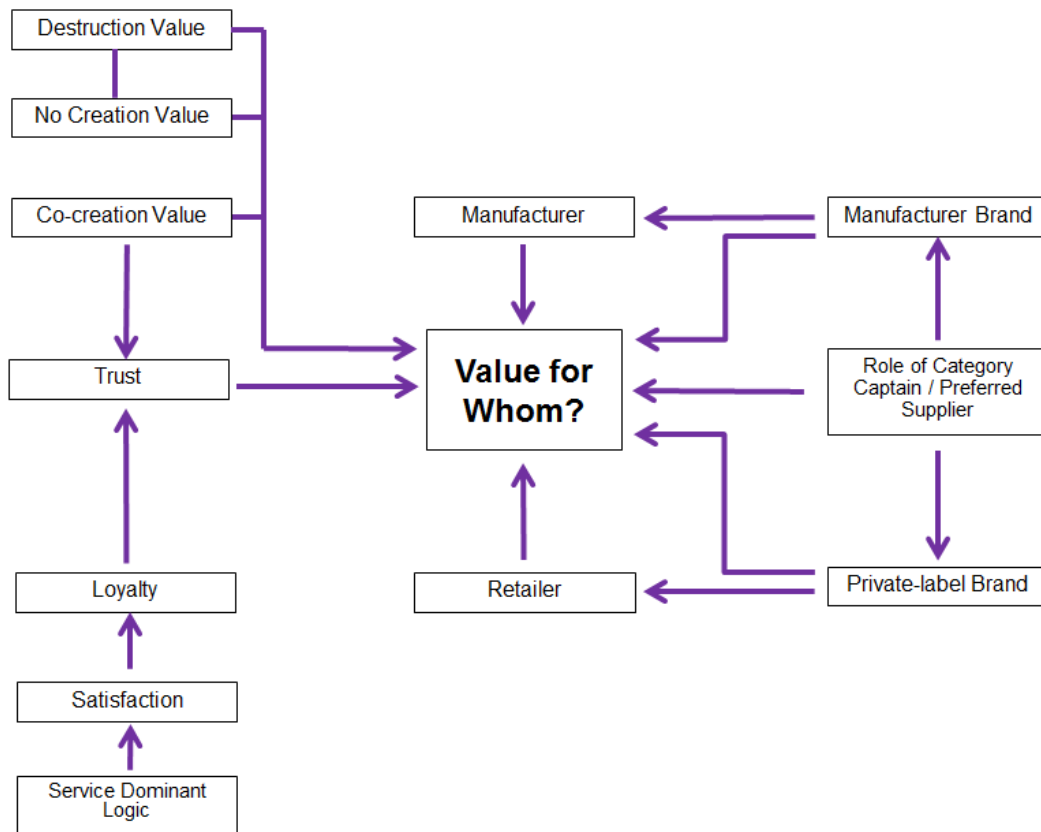 Destruction Value
No Creation Value
Co-creation Value
Manufacturer
Manufacturer Brand
Trust
Value for
Whom?
Role of Category
Captain / Preferred
Supplier
Loyalty
Retailer
Private-label Brand
Satisfaction
Service Dominant
Logic